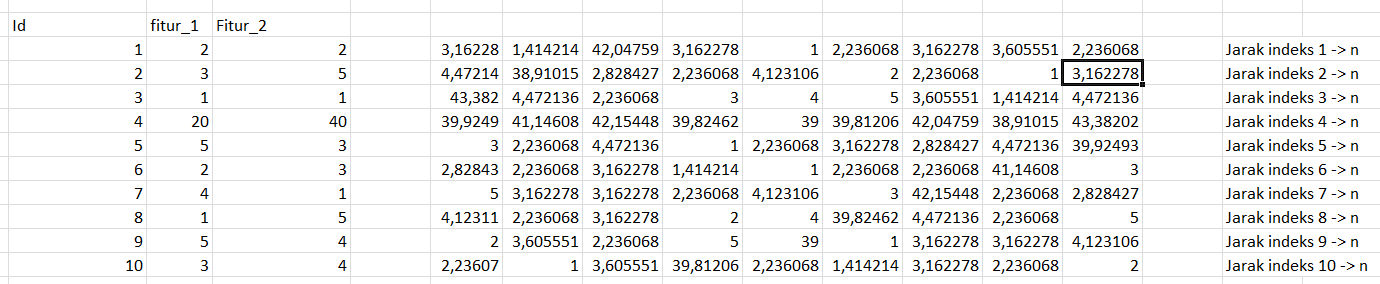 Id fitur_1 Fitur_2
1 2 2 3,16228 1,414214 42,04759 3,162278 1 2,236068 3,162278 3,605551 2,236068 Jarak indeks 1 -> n
2 3 5 4,47214 38,91015 2,828427 2,236068 4,123106 2 2,236068 1 3,162278 Jarak indeks 2 -> n
3 1 1 43,382 4,472136 2,236068 3 4 5 3,605551 1,414214 4,472136 Jarak indeks 3 -> n
4 20 40 39,9249 41,14608 42,15448 39,82462 39 39,81206 42,04759 38,91015 43,38202 Jarak indeks 4 -> n
5 5 3 3 2,236068 4,472136 1 2,236068 3,162278 2,828427 4,472136 39,92493 Jarak indeks 5 -> n
6 2 3 2,82843 2,236068 3,162278 1,414214 1 2,236068 2,236068 41,14608 3 Jarak indeks 6 -> n
7 4 1 5 3,162278 3,162278 2,236068 4,123106 3 42,15448 2,236068 2,828427 Jarak indeks 7 -> n
8 1 5 4,12311 2,236068 3,162278 2 4 39,82462 4,472136 2,236068 5 Jarak indeks 8 -> n
9 5 4 2 3,605551 2,236068 5 39 1 3,162278 3,162278 4,123106 Jarak indeks 9 -> n
10 3 4 2,23607 1 3,605551 39,81206 2,236068 1,414214 3,162278 2,236068 2 Jarak indeks 10 -> n